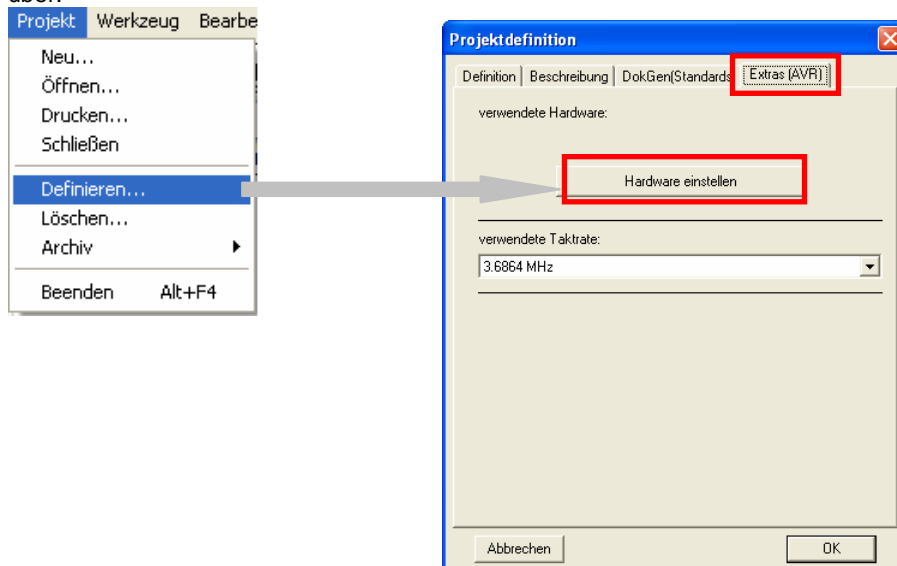 über:
Projekt Werkzeug Bearbe
Neu...
Öffnen...
Drucken...
Schließen
Definieren...
Löschen...
Archiv
Beenden Alt+F4
Projektdefinition
Definition Beschreibung DokGen(Standards Extras (AVR)
verwendete Hardware:
Hardware einstellen
verwendete Taktrate:
3.6864 MHz
Abbrechen OK